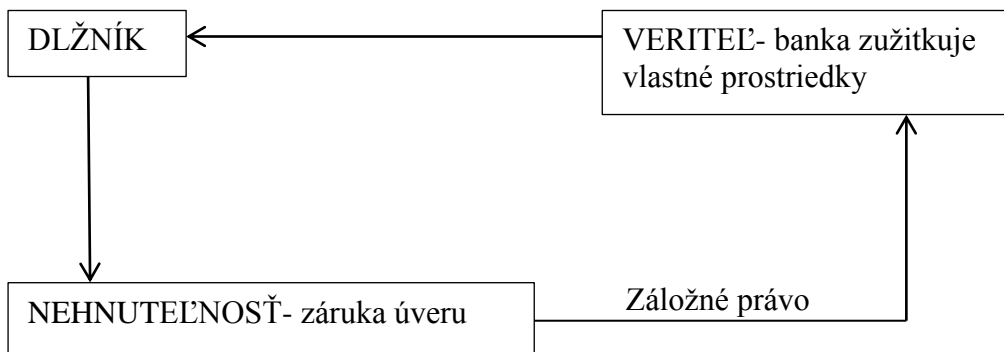 DLŽNÍK
VERITEĽ- banka zužitkuje
vlastné prostriedky
NEHNUTEĽNOSŤ- záruka úveru
Záložné právo